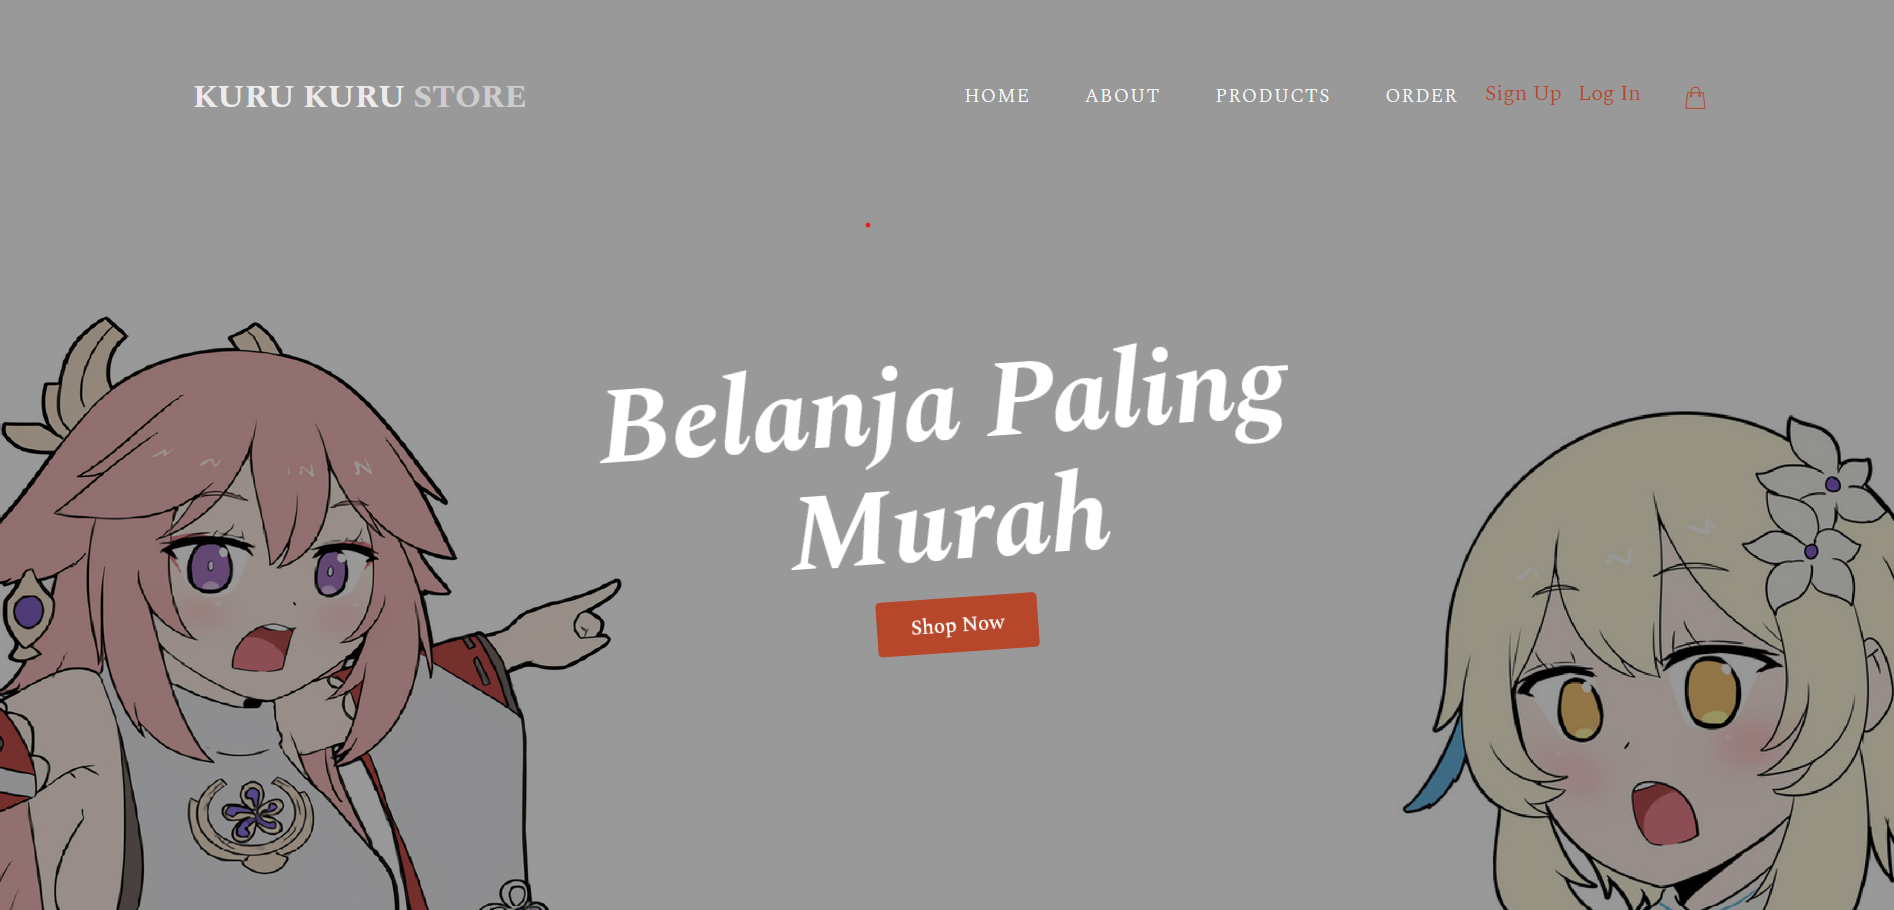 KURU KURU STORE
HOME ABOUT PRODUCTS ORDER Sign Up Log In
Belanja Paling
Murah
Shop Now